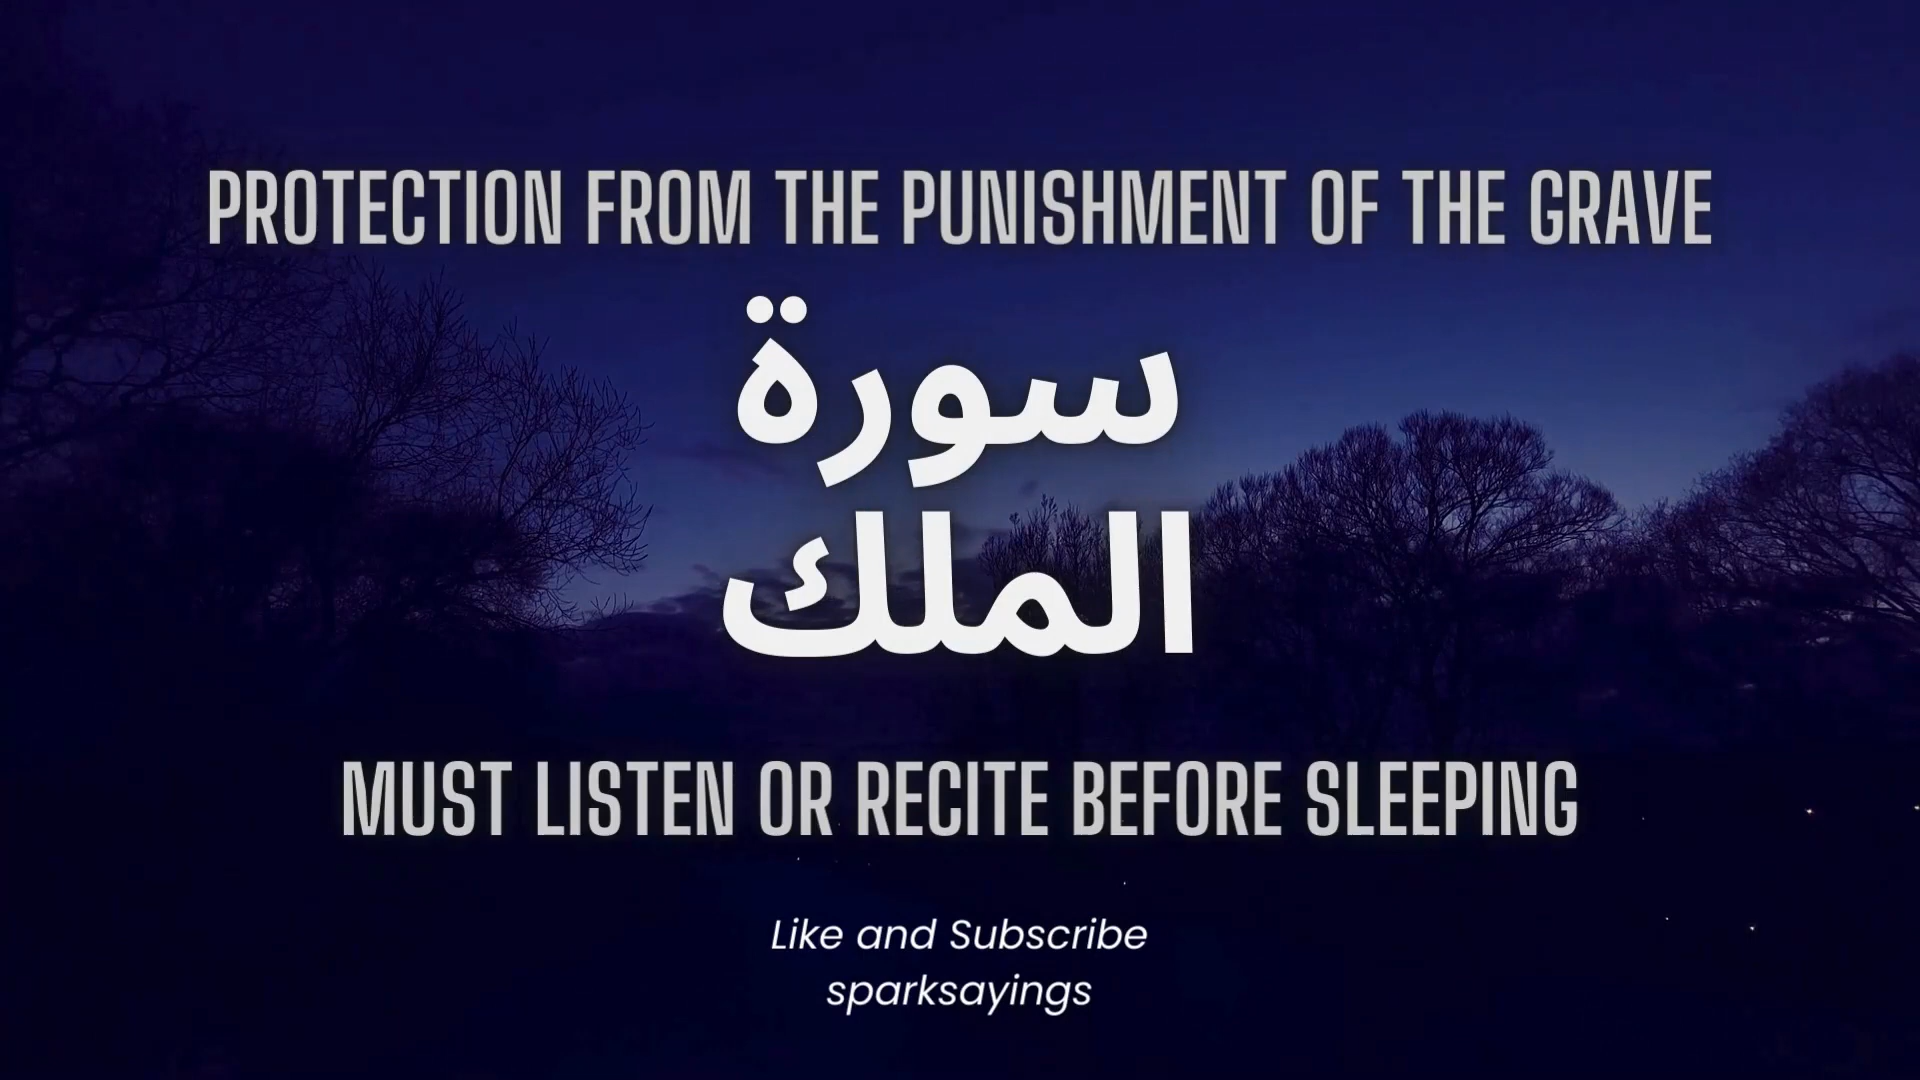 PROTECTION FROM THE PUNISHMENT OF THE GRAVE
سورة
الملك
MUST LISTEN OR RECITE BEFORE SLEEPING
Like and Subscribe
sparksayings